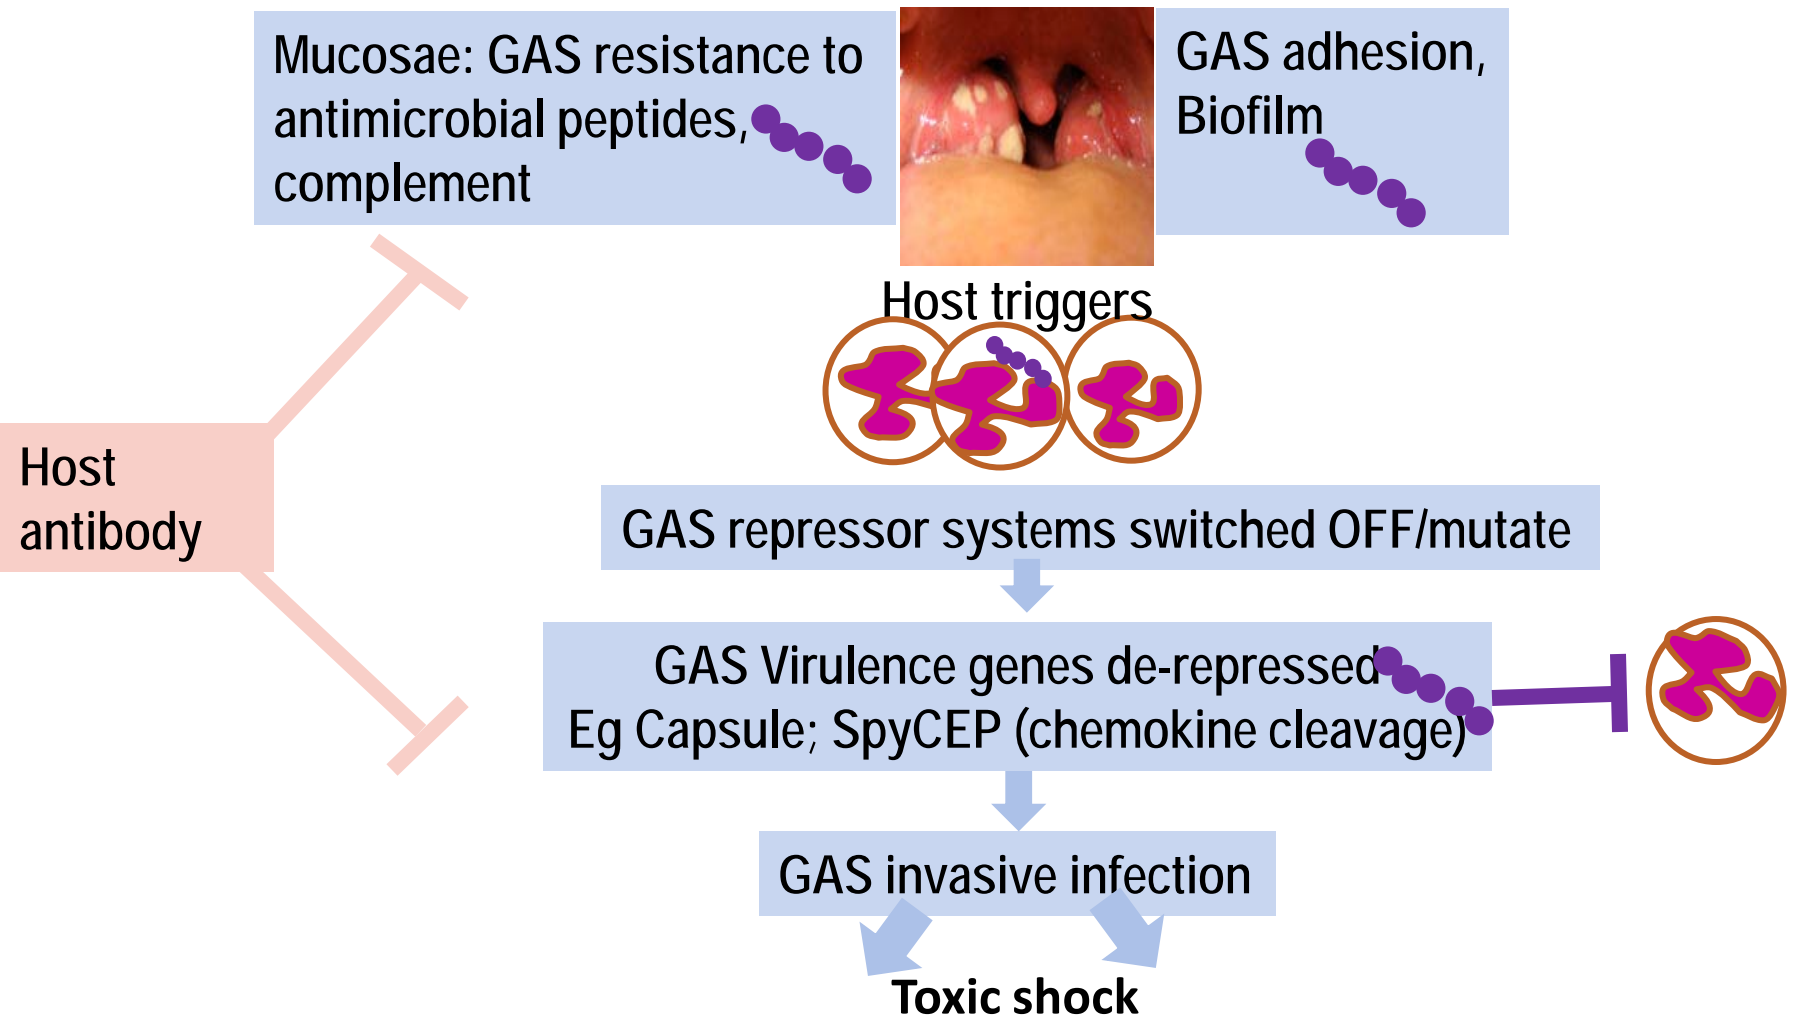 Mucosae: GAS resistance to
antimicrobial peptides,
complement
GAS adhesion,
Biofilm
Host triggers
Host
antibody
GAS repressor systems switched OFF/mutate
GAS Virulence genes de-repressed
Eg Capsule; SpyCEP (chemokine cleavage)
GAS invasive infection
Toxic shock